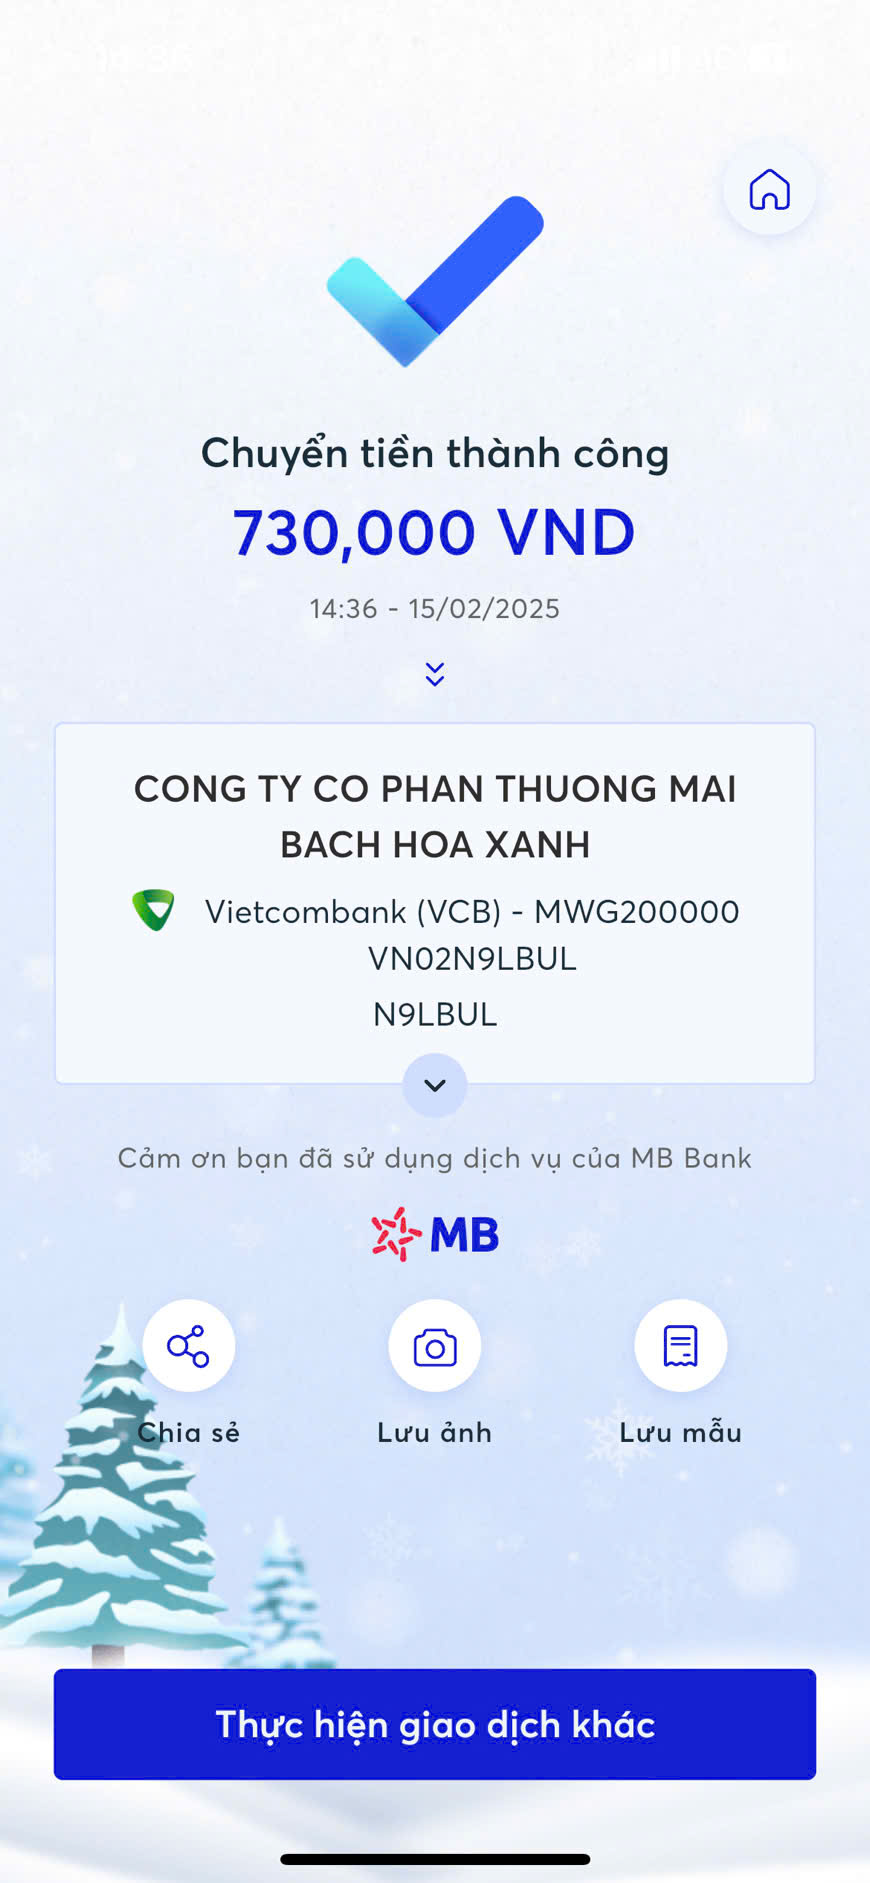 Chuyển tiền thành công
730,000 VND
14:36 - 15/02/2025
CONG TY CO PHAN THUONG MAI
BACH HOA XANH
Vietcombank (VCB) - MWG200000
VN02N9LBUL
N9LBUL
Cảm ơn bạn đã sử dụng dịch vụ của MB Bank
MB
Chia sẻ
Lưu ảnh
Lưu mẫu
Thực hiện giao dịch khác